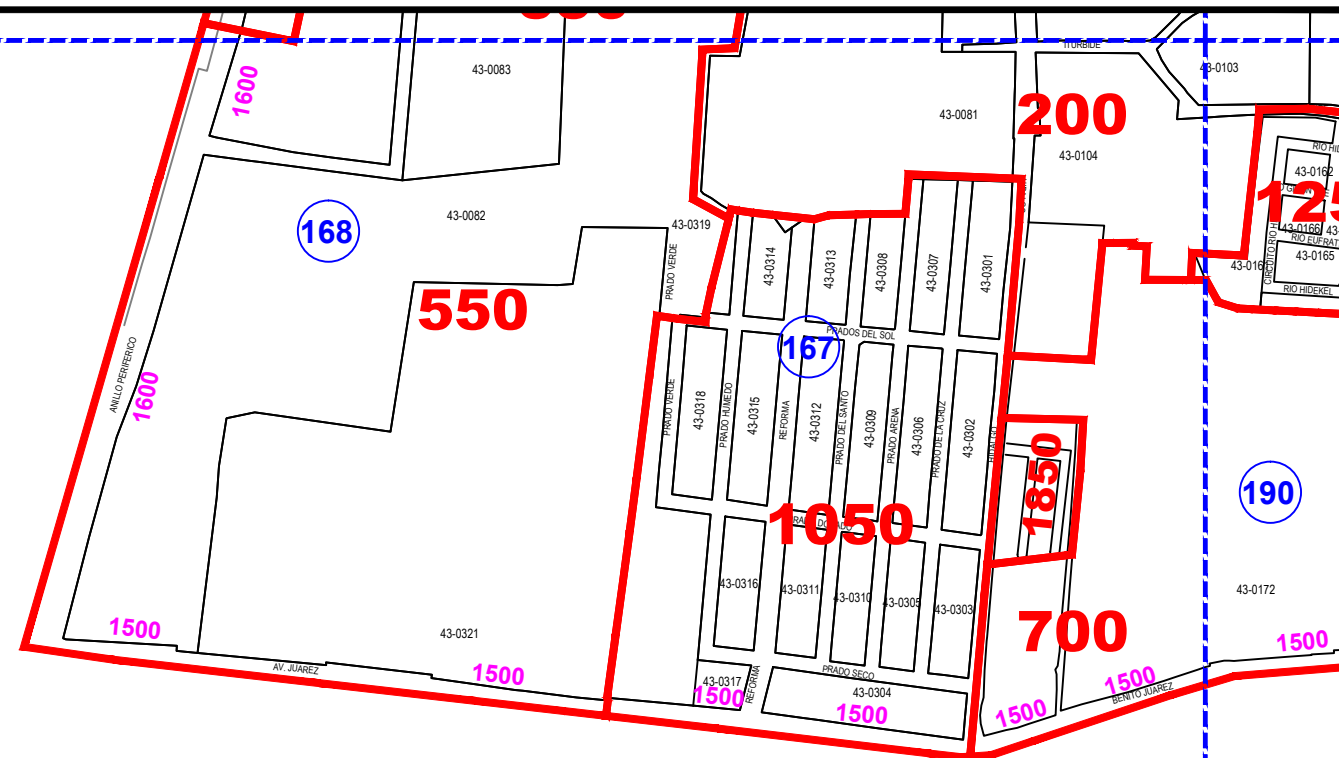 43-0083
1600
ITURBIDE
43-0103
43-0081
200
43-0104
43-0162
43-0082
168
43-0319
43-0166
RIO EUFRAT
43-0165
RIO HIDEKEL
43-0314
43-0313
43-0308
43-0307
43-0301
PRADO VERDE
550
PRADOS DEL SOL
167
ANILLO PERIFERICO
1600
PRADO VERDE
43-0318
PRADO HUMEDO
43-0315
REFORMA
43-0312
PRADO DEL SANTO
43-0309
PRADO ARENA
43-0306
PRADO DE LA CRUZ
43-0302
HIDALGO
1850
190
1050
43-0316
43-0311
43-0310
43-0305
43-0303
43-0172
700
1500
43-0321
AV. JUAREZ
1500
43-0317
1500
REFORMA
PRADO SECO
43-0304
1500
1500
1500
BENITO JUAREZ
1500